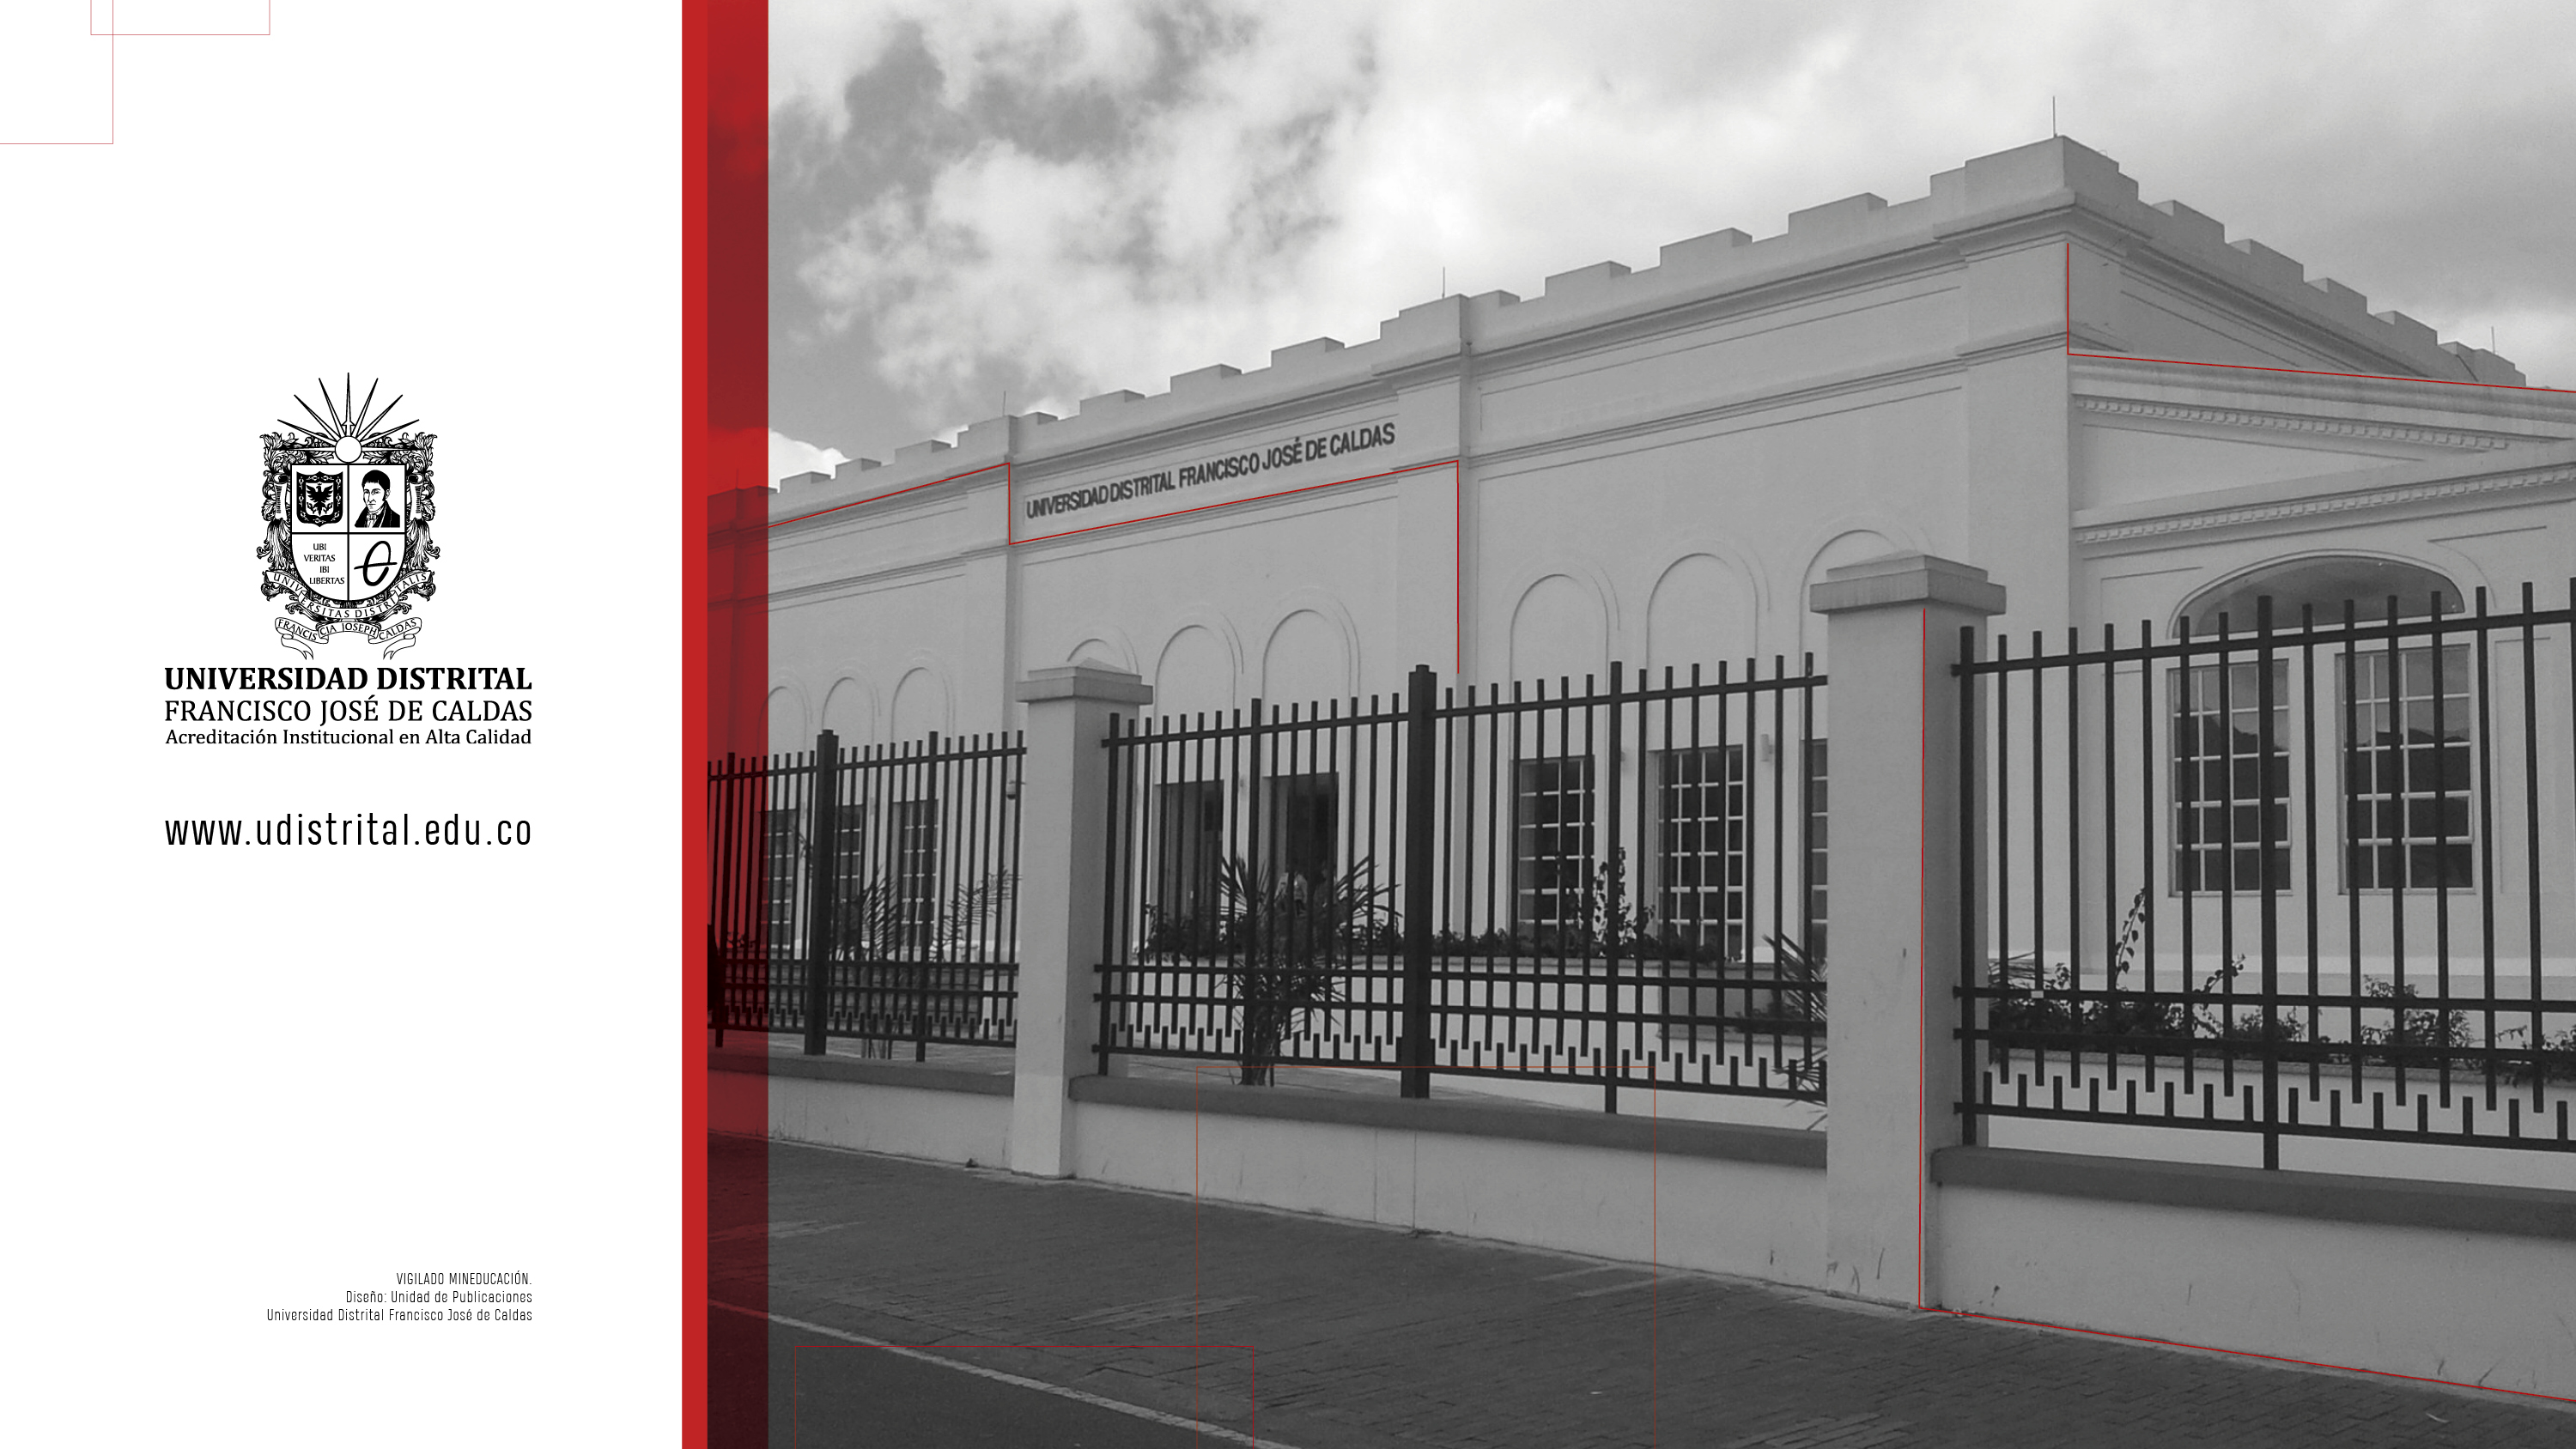 UBI
VERITAS
IBI
LIBERTAS
UNIVERSITAS DISTRITALIS
FRANCISCIA JOSEPH CALDAS
UNIVERSIDAD DISTRITAL
FRANCISCO JOSÉ DE CALDAS
Acreditación Institucional en Alta Calidad
www.udistrital.edu.co
VIGILADO MINEDUCACIÓN.
Diseño: Unidad de Publicaciones
Universidad Distrital Francisco José de Caldas
UNIVERSIDAD DISTRITAL FRANCISCO JOSÉ DE CALDAS